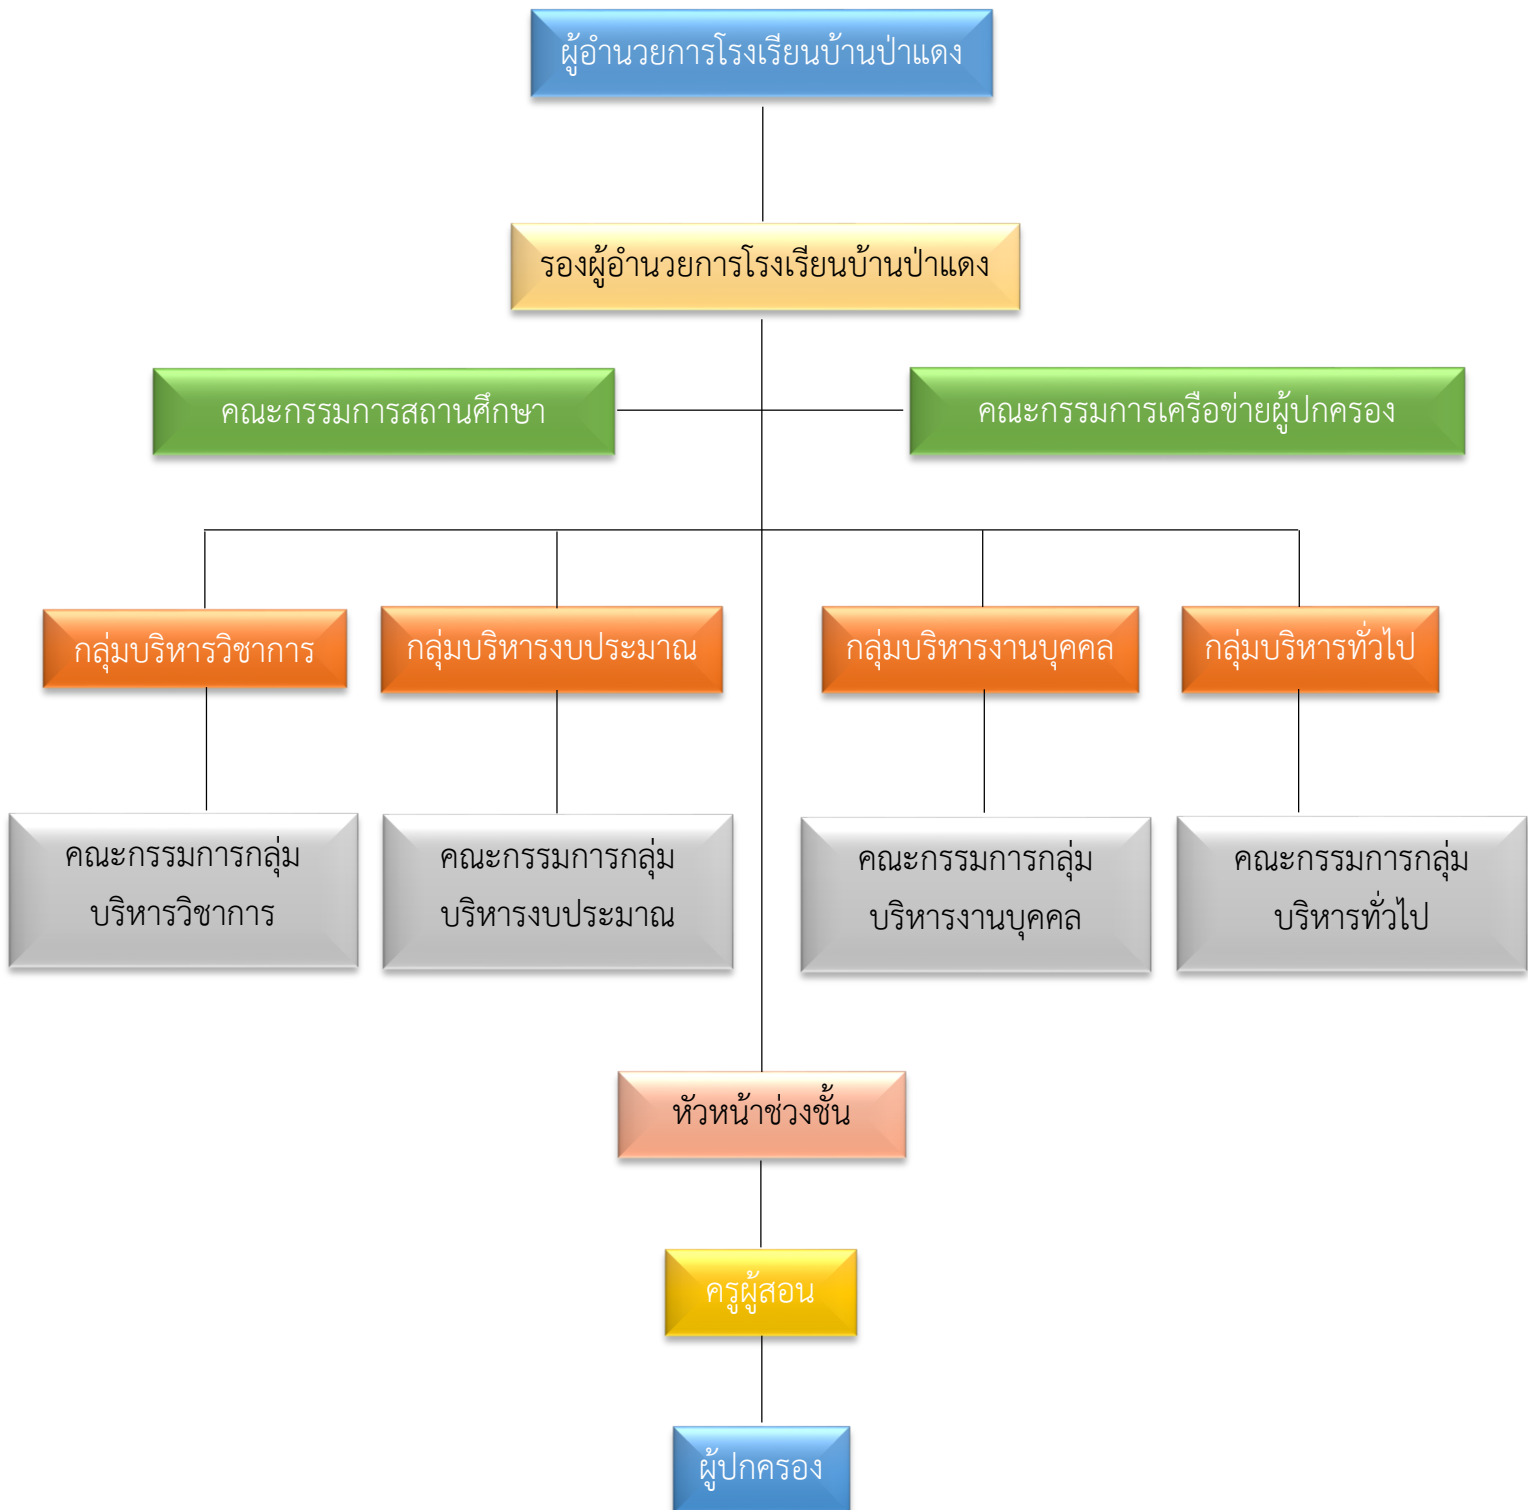 ผู้อำนวยการโรงเรียนบ้านป่าแดง
รองผู้อำนวยการโรงเรียนบ้านป่าแดง
คณะกรรมการสถานศึกษา
คณะกรรมการเครือข่ายผู้ปกครอง
กลุ่มบริหารวิชาการ
กลุ่มบริหารงบประมาณ
กลุ่มบริหารงานบุคคล
กลุ่มบริหารทั่วไป
คณะกรรมการกลุ่ม
บริหารวิชาการ
คณะกรรมการกลุ่ม
บริหารงบประมาณ
คณะกรรมการกลุ่ม
บริหารงานบุคคล
คณะกรรมการกลุ่ม
บริหารทั่วไป
หัวหน้าช่วงชั้น
ครูผู้สอน
ผู้ปกครอง